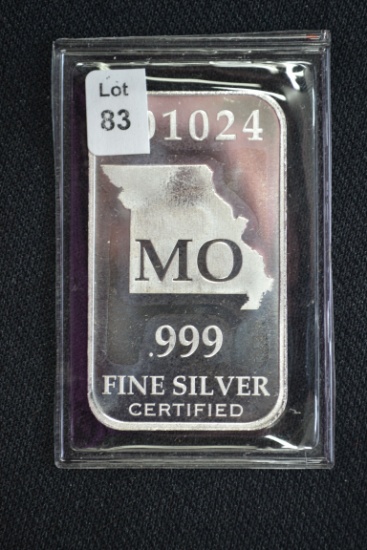 Lot
83
01024
MO
.999
FINE SILVER
CERTIFIED